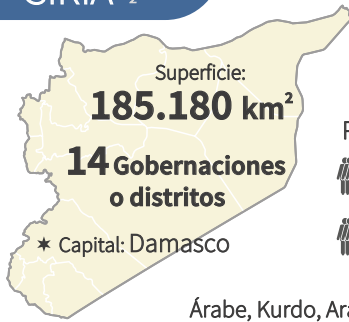 Superficie:
185.180 km²
14 Gobernaciones
o distritos
Capital: Damasco
Árabe, Kurdo,